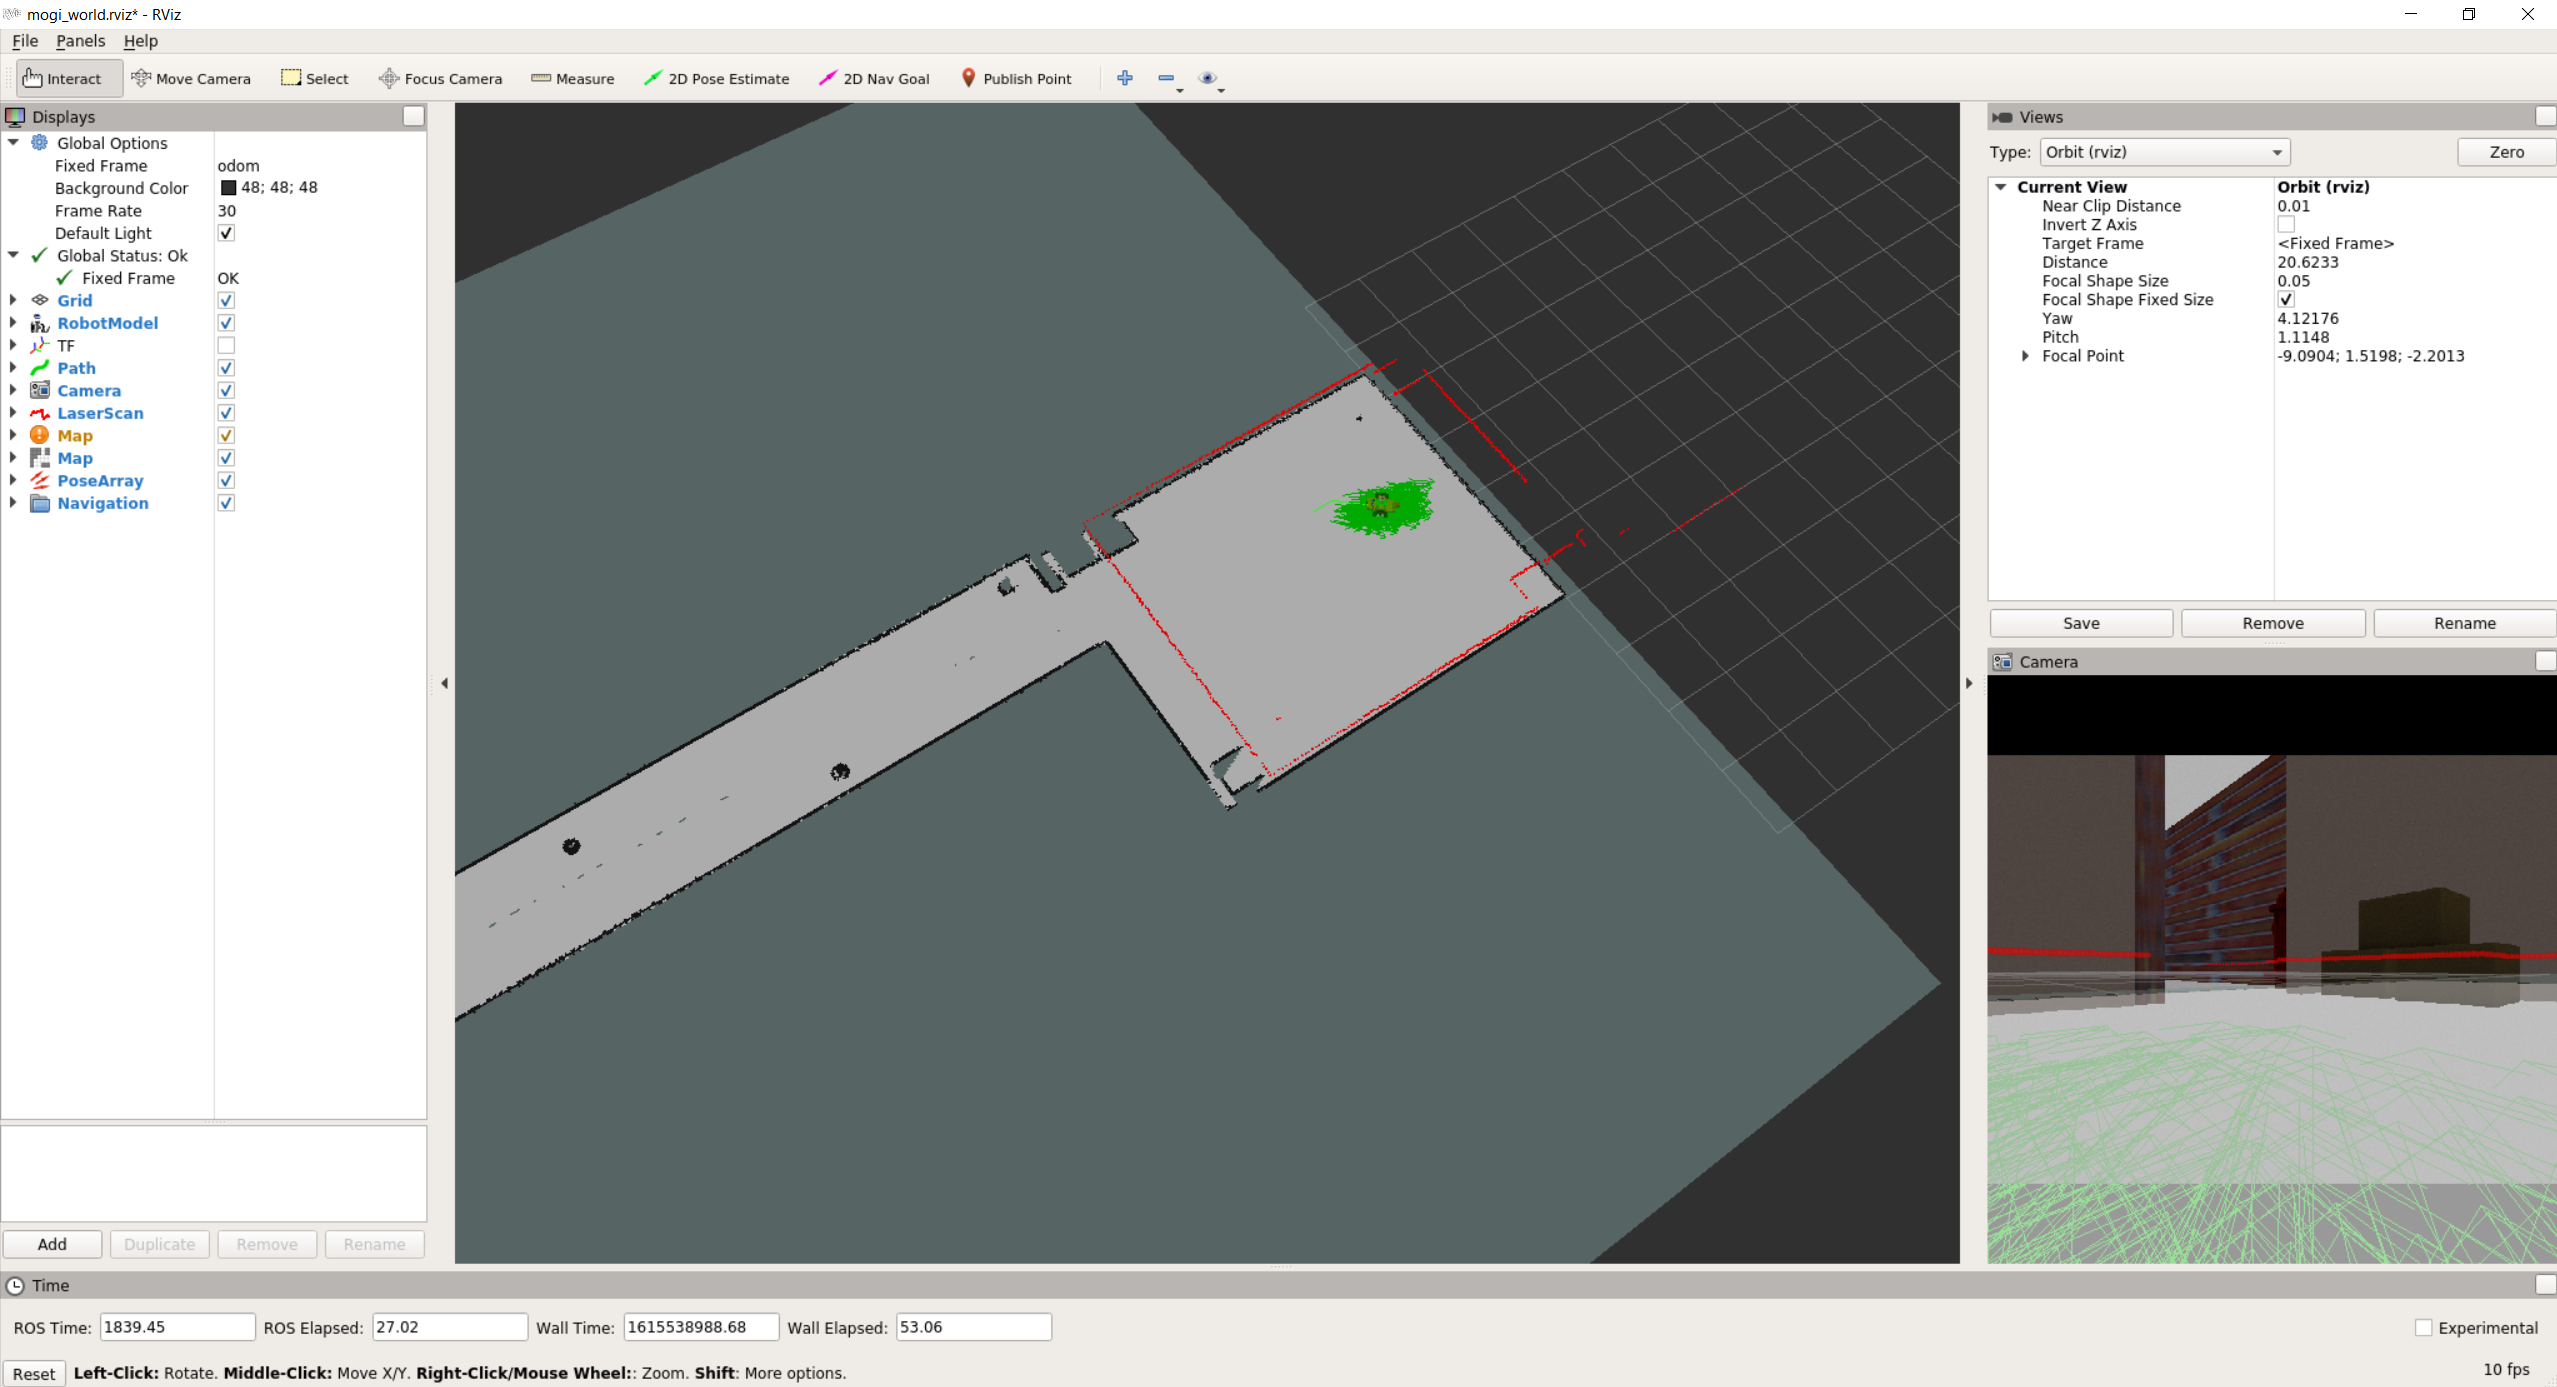 mogi_world.rviz* - RViz
File Panels Help
Interact Move Camera Select Focus Camera Measure 2D Pose Estimate 2D Nav Goal Publish Point
Displays
Global Options
Fixed Frame odom
Background Color 48; 48; 48
Frame Rate 30
Default Light
Global Status: Ok
Fixed Frame OK
Grid
RobotModel
TF
Path
Camera
LaserScan
Map
Map
PoseArray
Navigation
Add Duplicate Remove Rename
Views
Type: Orbit (rviz) Zero
Current View Orbit (rviz)
Near Clip Distance 0.01
Invert Z Axis
Target Frame <Fixed Frame>
Distance 20.6233
Focal Shape Size 0.05
Focal Shape Fixed Size
Yaw 4.12176
Pitch 1.1148
Focal Point -9.0904; 1.5198; -2.2013
Save Remove Rename
Camera
Time
ROS Time: 1839.45 ROS Elapsed: 27.02 Wall Time: 1615538988.68 Wall Elapsed: 53.06 Experimental
Reset Left-Click: Rotate. Middle-Click: Move X/Y. Right-Click/Mouse Wheel:: Zoom. Shift: More options. 10 fps